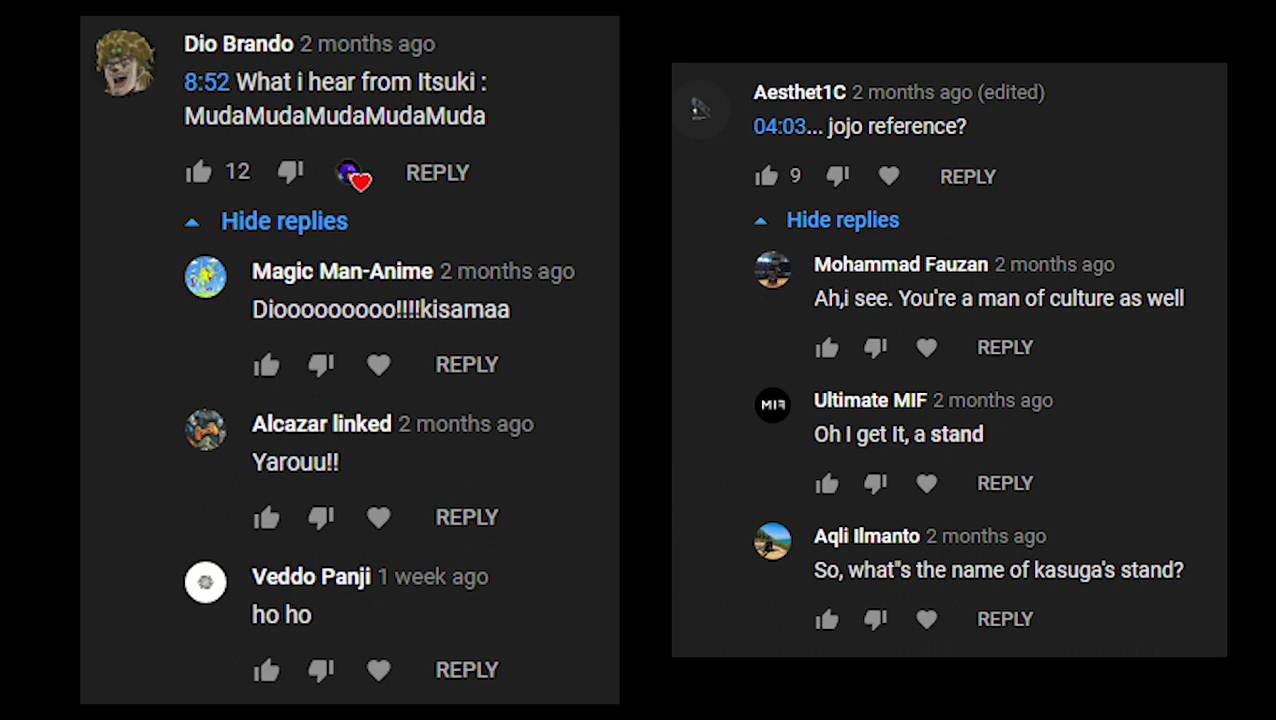 Dio Brando 2 months ago
8:52 What i hear from Itsuki :
MudaMudaMudaMudaMuda
12 REPLY
Hide replies
Magic Man-Anime 2 months ago
Diooooooooo!!!!kisamaa
REPLY
Alcazar linked 2 months ago
Yarouu!!
REPLY
Veddo Panji 1 week ago
ho ho
REPLY
Aesthet1C 2 months ago (edited)
04:03... jojo reference?
9 REPLY
Hide replies
Mohammad Fauzan 2 months ago
Ah,i see. You're a man of culture as well
REPLY
MIF
Ultimate MIF 2 months ago
Oh I get It, a stand
REPLY
Aqli Ilmanto 2 months ago
So, what"s the name of kasuga's stand?
REPLY